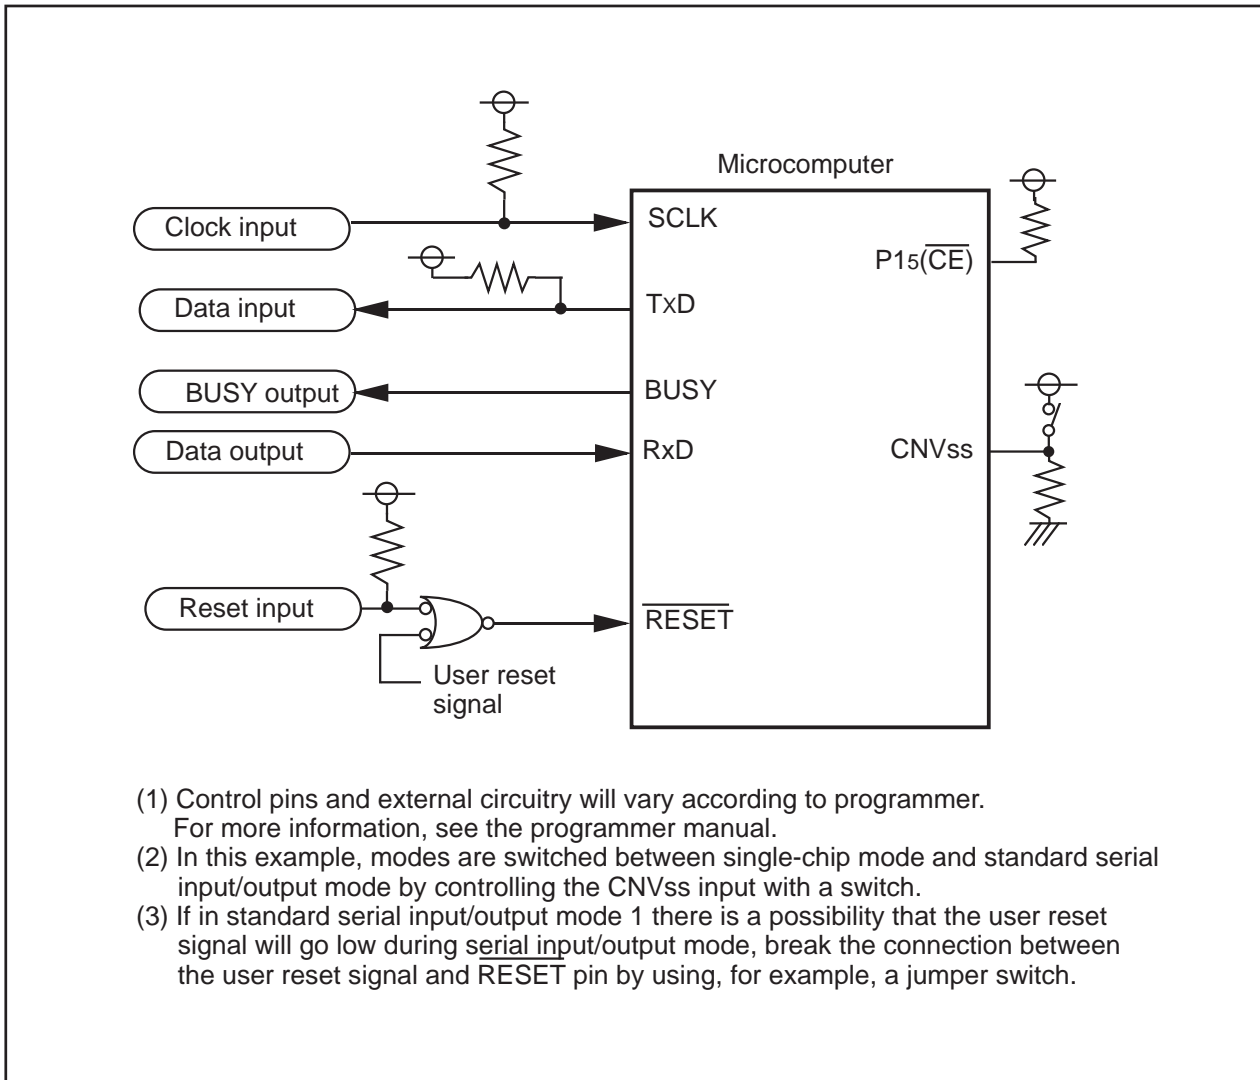 Microcomputer
Clock input
SCLK
P15(CE)
Data input
TxD
BUSY output
BUSY
Data output
RxD
CNVss
Reset input
RESET
User reset
signal
(1) Control pins and external circuitry will vary according to programmer.
For more information, see the programmer manual.
(2) In this example, modes are switched between single-chip mode and standard serial
input/output mode by controlling the CNVss input with a switch.
(3) If in standard serial input/output mode 1 there is a possibility that the user reset
signal will go low during serial input/output mode, break the connection between
the user reset signal and RESET pin by using, for example, a jumper switch.